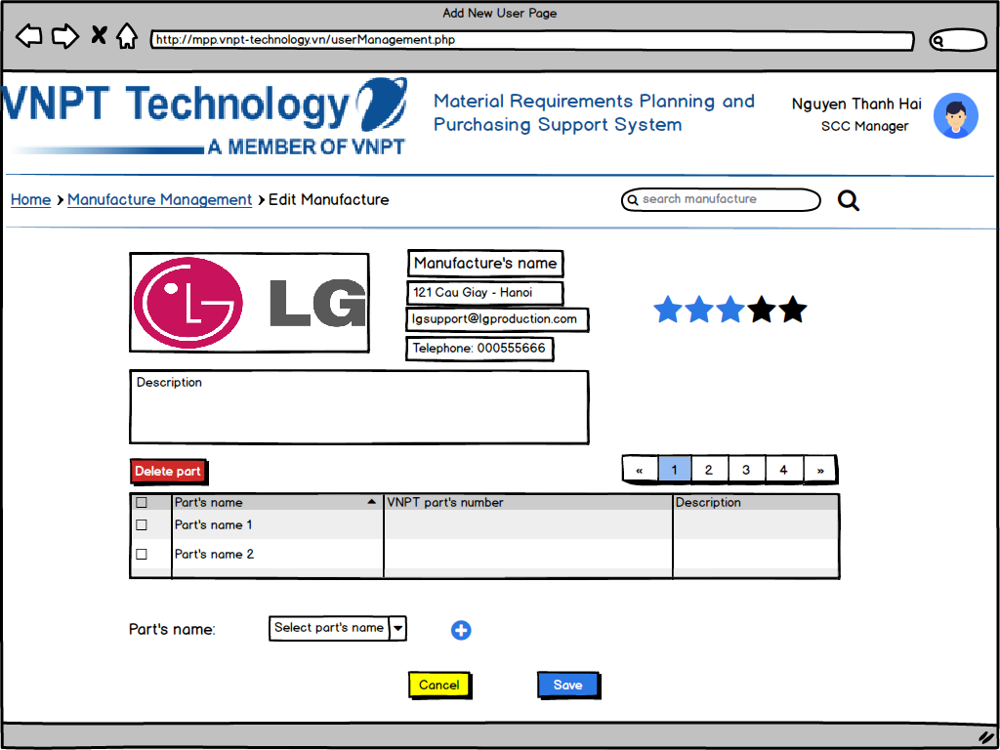 Add New User Page
http://mpp.vnpt-technology.vn/userManagement.php
VNPT Technology
A MEMBER OF VNPT
Material Requirements Planning and
Purchasing Support System
Nguyen Thanh Hai
SCC Manager
Home > Manufacture Management > Edit Manufacture
search manufacture
LG
Manufacture's name
121 Cau Giay - Hanoi
lgsupport@lgproduction.com
Telephone: 000555666
Description
Delete part
« 1 2 3 4 »
Part's name VNPT part's number Description
Part's name 1
Part's name 2
Part's name: Select part's name
Cancel Save